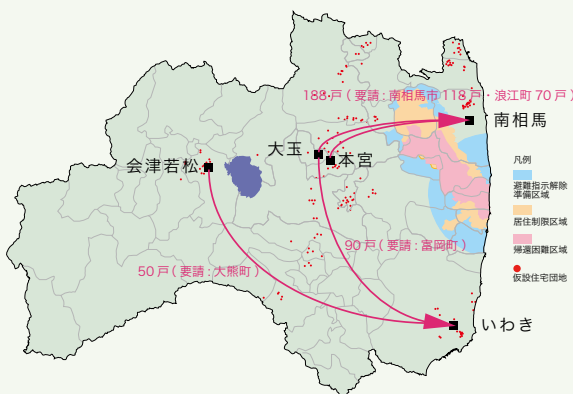 188戸(要請:南相馬市118戸・浪江町70戸)
南相馬
大玉
本宮
会津若松
凡例
避難指示解除
準備区域
居住制限区域
帰還困難区域
仮設住宅団地
90戸(要請:富岡町)
50戸(要請:大熊町)
いわき